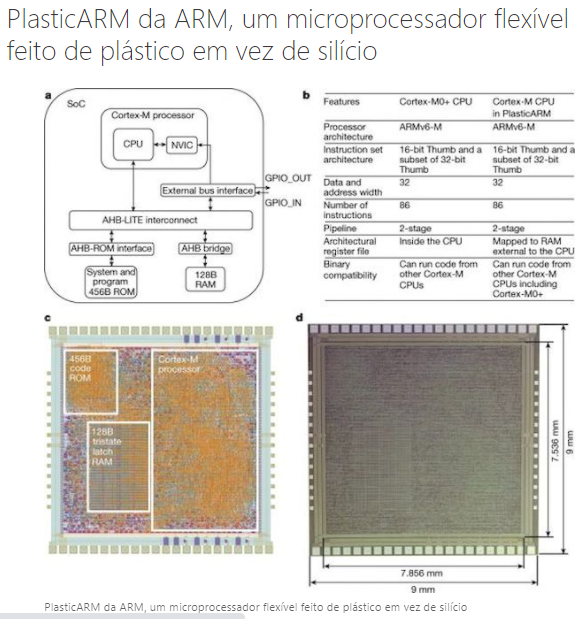 PlasticARM da ARM, um microprocessador flexível
feito de plástico em vez de silício
a
SoC
Cortex-M processor
CPU
NVIC
External bus interface
GPIO_OUT
GPIO_IN
AHB-LITE interconnect
AHB-ROM interface
AHB bridge
System and
program
456B ROM
128B
RAM
b
Features Cortex-M0+ CPU Cortex-M CPU
in PlasticARM
Processor ARMv6-M ARMv6-M
architecture
Instruction set 16-bit Thumb and a 16-bit Thumb and a
architecture subset of 32-bit subset of 32-bit
Thumb Thumb
Data and 32 32
address width
Number of 86 86
instructions
Pipeline 2-stage 2-stage
Architectural Inside the CPU Mapped to RAM
register file external to the CPU
Binary Can run code from Can run code from
compatibility other Cortex-M other Cortex-M
CPUs CPUs including
Cortex-M0+
c
456B
code
ROM
Cortex-M
processor
128B
tristate
latch
RAM
d
7.536 mm
9 mm
7.856 mm
9 mm
PlasticARM da ARM, um microprocessador flexível feito de plástico em vez de silício